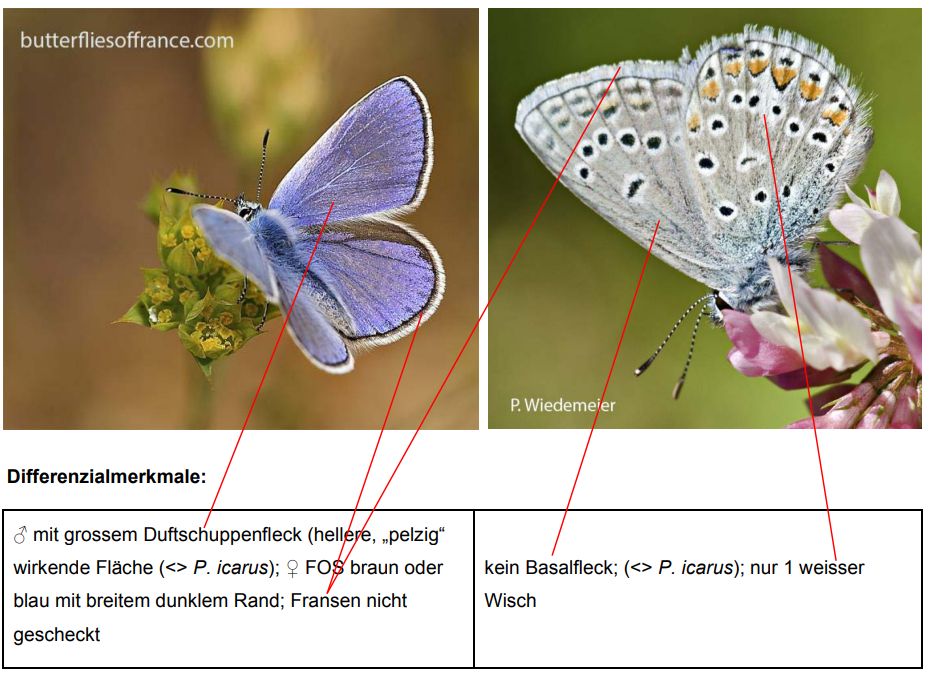 butterfliesoffrance.com
P. Wiedemeier
Differenzialmerkmale:
♂ mit grossem Duftschuppenfleck (hellere, „pelzig“
wirkende Fläche (<> P. icarus); ♀ FOS braun oder
blau mit breitem dunklem Rand; Fransen nicht
gescheckt
kein Basalfleck; (<> P. icarus); nur 1 weisser
Wisch